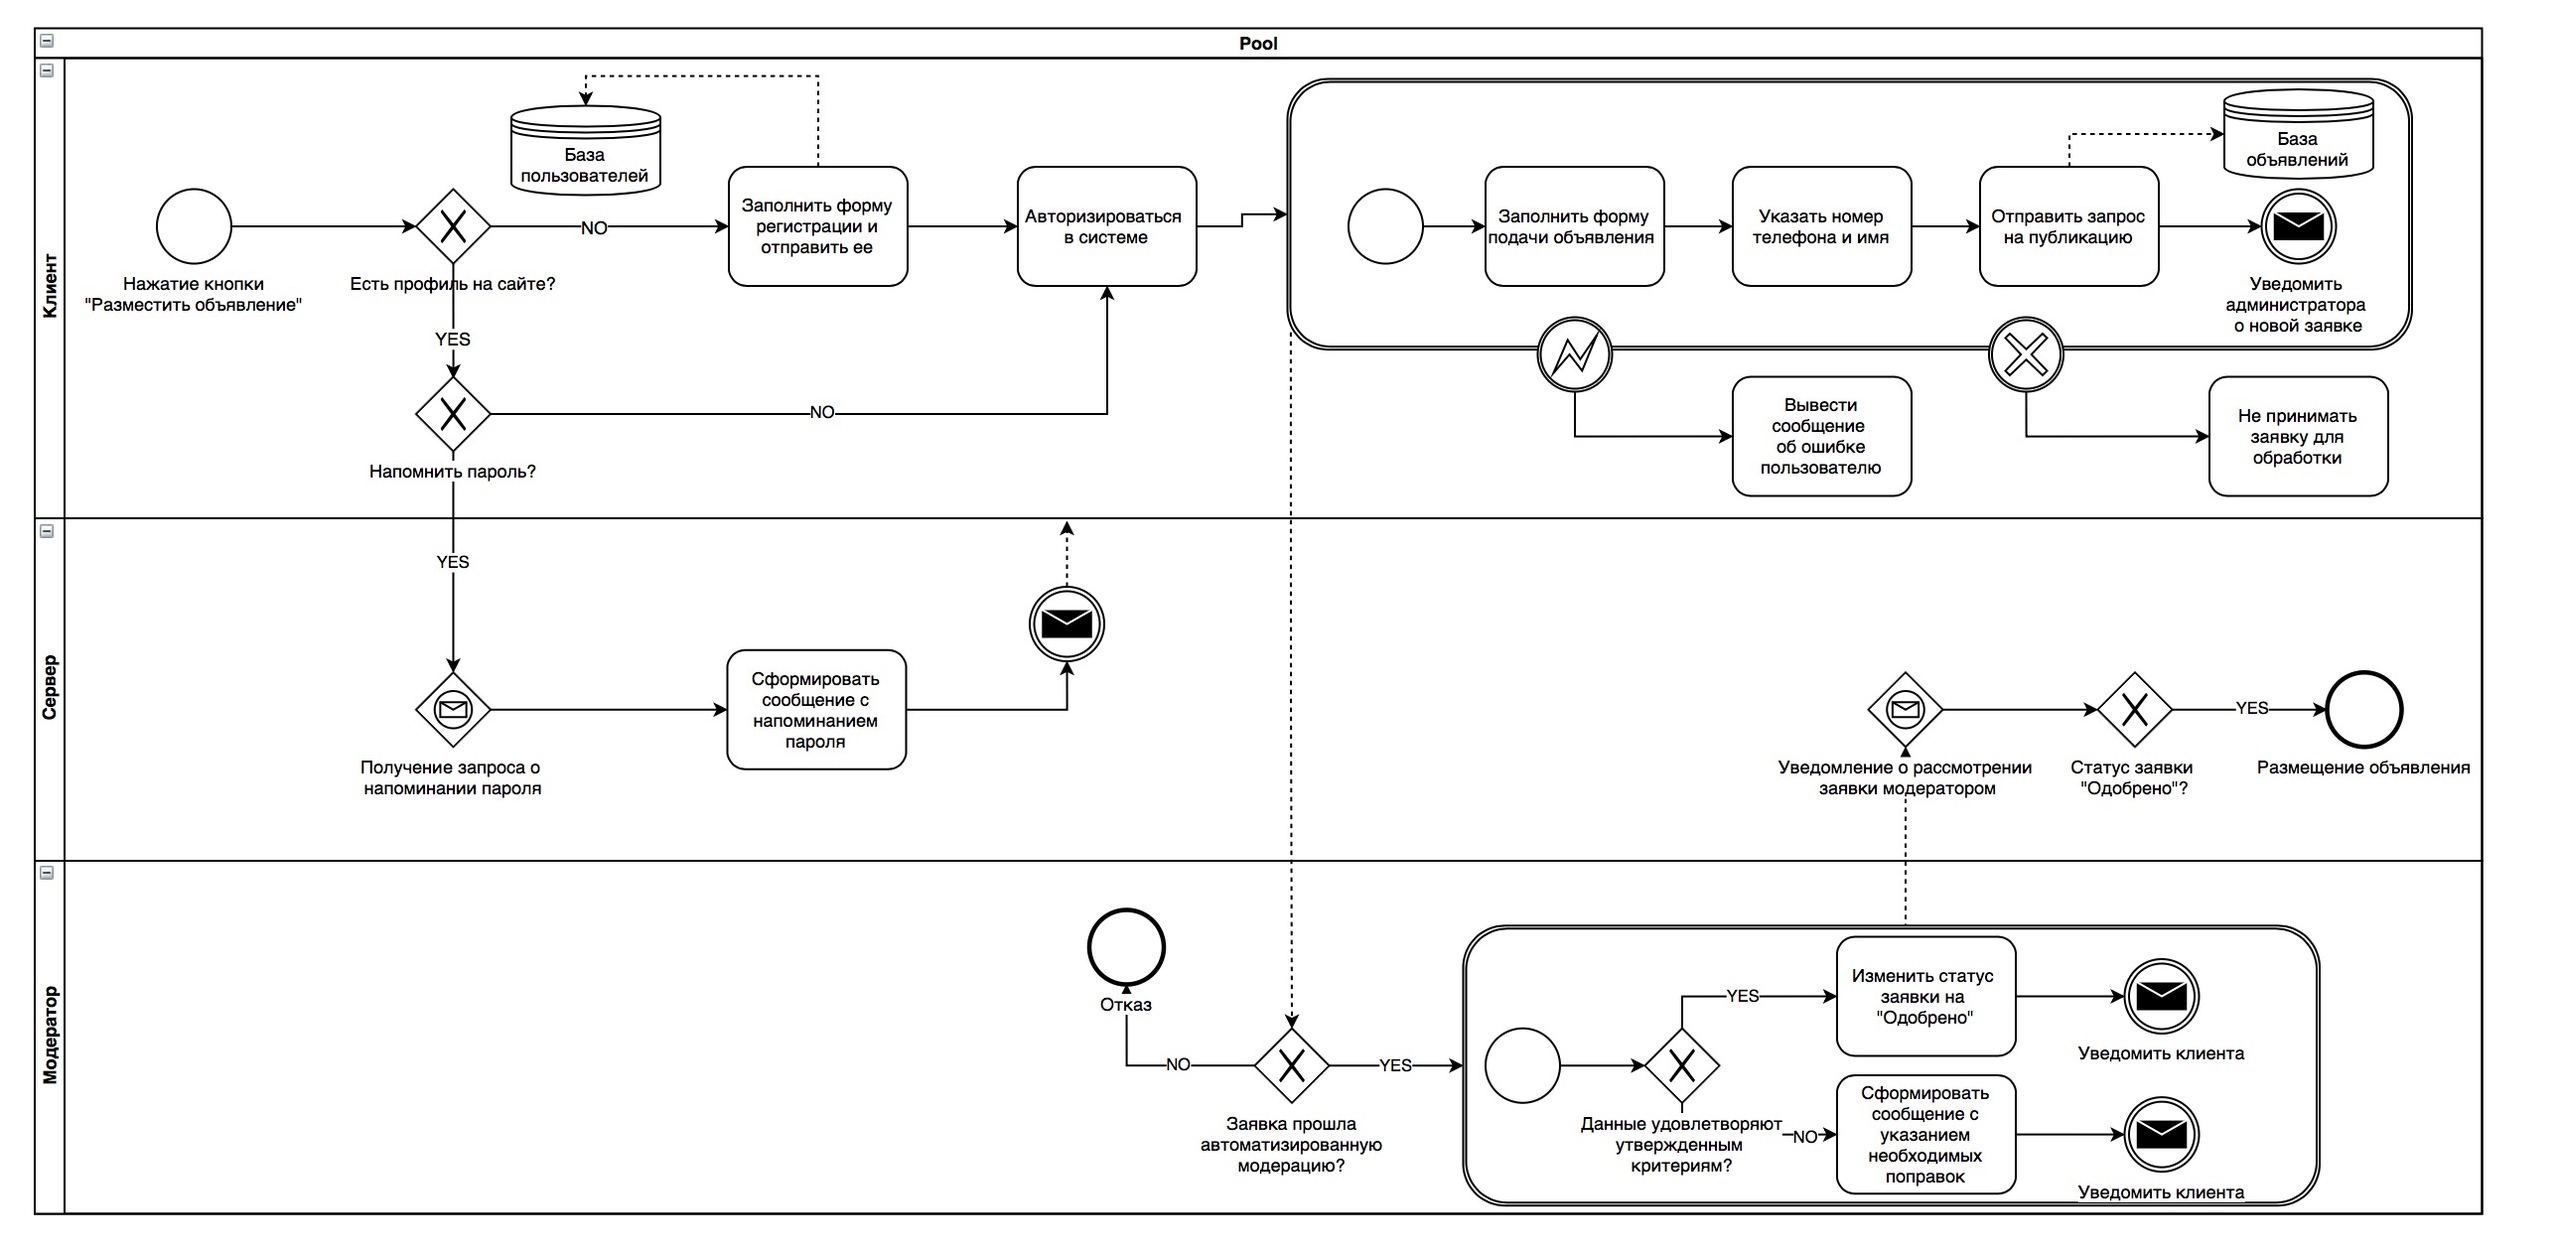 Pool
Клиент
База
пользователей
Нажатие кнопки
"Разместить объявление"
Есть профиль на сайте?
NO
YES
Заполнить форму
регистрации и
отправить ее
Авторизироваться
в системе
Напомнить пароль?
NO
YES
Заполнить форму
подачи объявления
Указать номер
телефона и имя
Отправить запрос
на публикацию
База
объявлений
Уведомить
администратора
о новой заявке
Вывести
сообщение
об ошибке
пользователю
Не принимать
заявку для
обработки
Сервер
Получение запроса о
напоминании пароля
Сформировать
сообщение с
напоминанием
пароля
Уведомление о рассмотрении
заявки модератором
Статус заявки
"Одобрено"?
YES
Размещение объявления
Модератор
Отказ
NO
Заявка прошла
автоматизированную
модерацию?
YES
Данные удовлетворяют
утвержденным
критериям?
YES
Изменить статус
заявки на
"Одобрено"
Уведомить клиента
NO
Сформировать
сообщение с
указанием
необходимых
поправок
Уведомить клиента